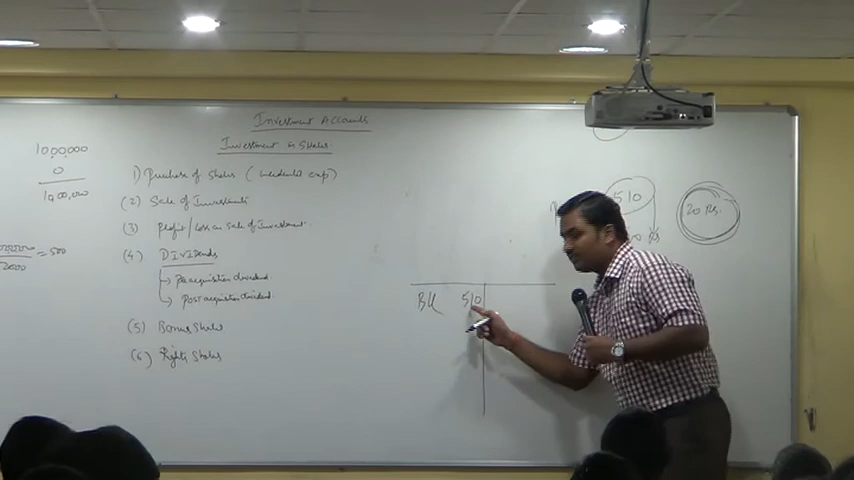 Investment Accounts
Investment in Shares
10,00,000
0
10,00,000
= 500
1) Purchase of Shares (incidental exp)
(2) Sale of Investments
(3) Profit/Loss on Sale of Investment.
(4) DIVIDENDS
→ Pre acquisition dividend
→ Post acquisition dividend.
(5) Bonus Shares
(6) Rights Shares
510
20 Rs.
510